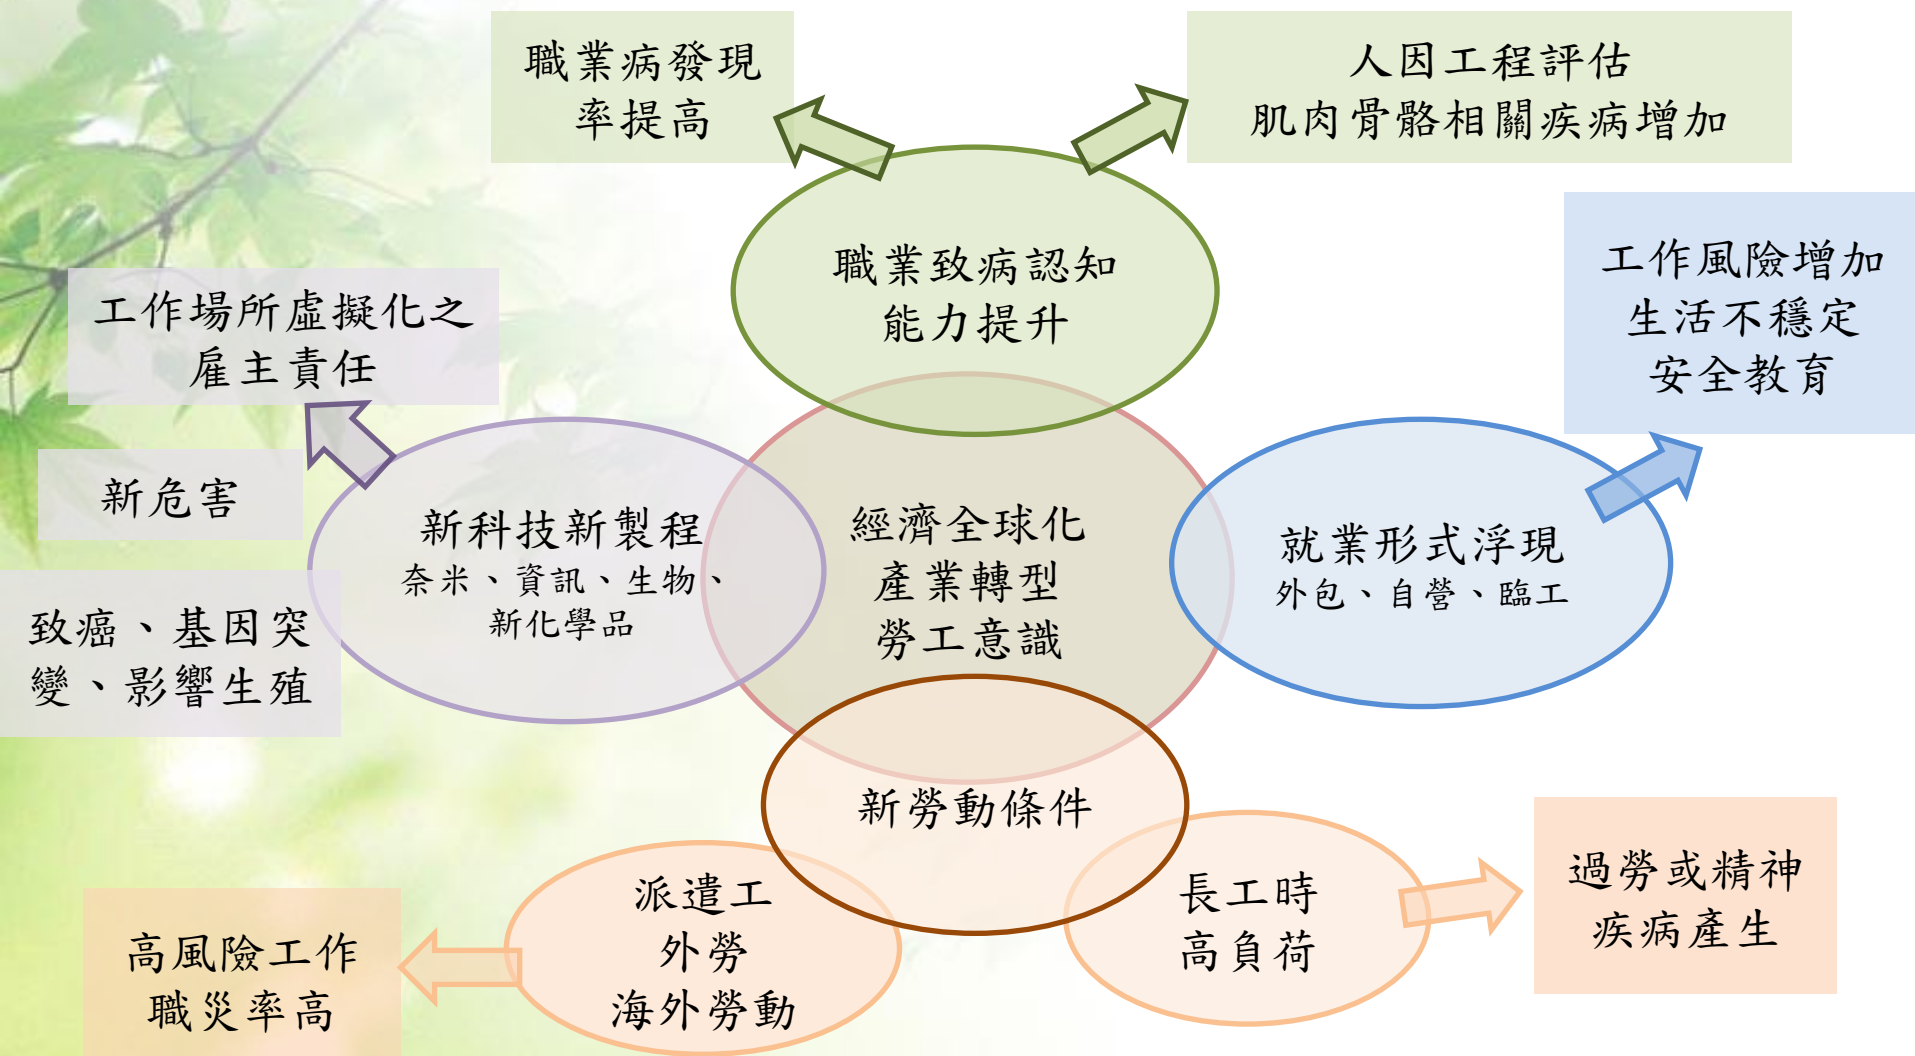 職業病發現
率提高
人因工程評估
肌肉骨骼相關疾病增加
職業致病認知
能力提升
工作風險增加
生活不穩定
安全教育
工作場所虛擬化之
雇主責任
新危害
致癌、基因突
變、影響生殖
新科技新製程
奈米、資訊、生物、
新化學品
經濟全球化
產業轉型
勞工意識
就業形式浮現
外包、自營、臨工
新勞動條件
派遣工
外勞
海外勞動
長工時
高負荷
過勞或精神
疾病產生
高風險工作
職災率高